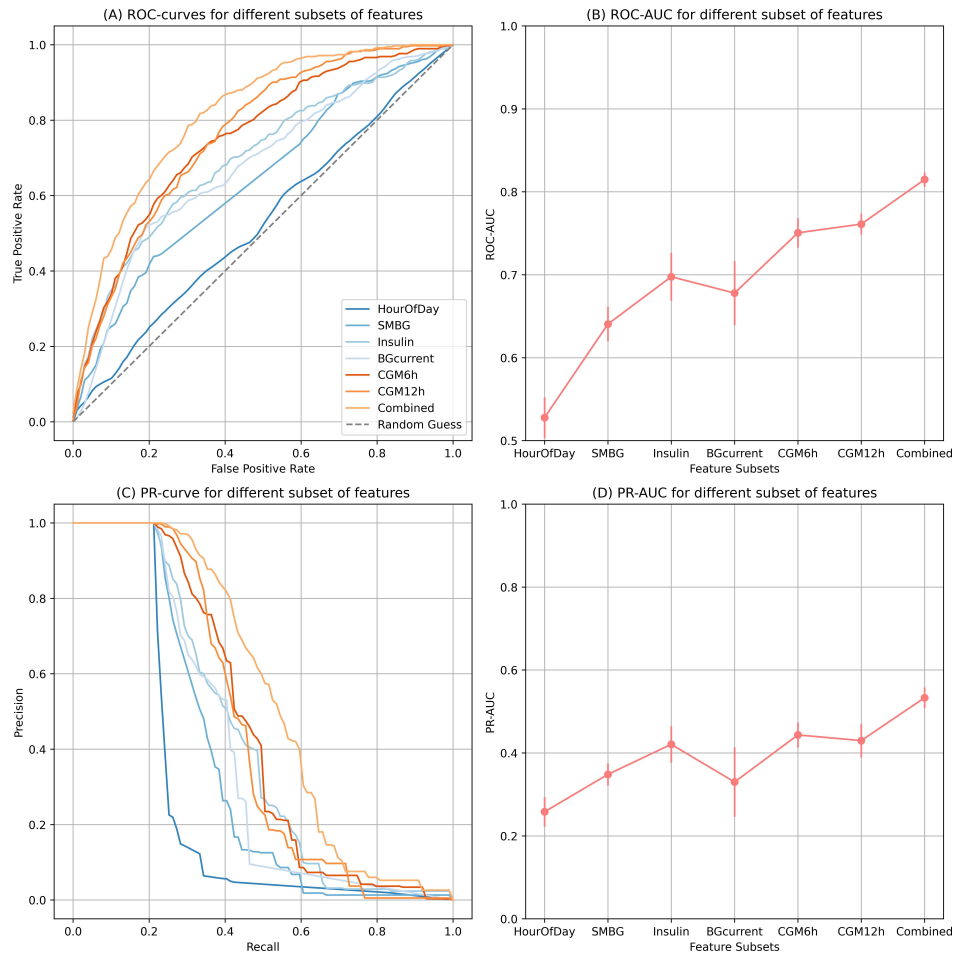 (A) ROC-curves for different subsets of features
True Positive Rate
1.0
0.8
0.6
0.4
0.2
0.0
HourOfDay
SMBG
Insulin
BGcurrent
CGM6h
CGM12h
Combined
Random Guess
0.0 0.2 0.4 0.6 0.8 1.0
False Positive Rate
(B) ROC-AUC for different subset of features
ROC-AUC
1.0
0.9
0.8
0.7
0.6
0.5
HourOfDay SMBG Insulin BGcurrent CGM6h CGM12h Combined
Feature Subsets
(C) PR-curve for different subset of features
Precision
1.0
0.8
0.6
0.4
0.2
0.0
0.0 0.2 0.4 0.6 0.8 1.0
Recall
(D) PR-AUC for different subset of features
PR-AUC
1.0
0.8
0.6
0.4
0.2
0.0
HourOfDay SMBG Insulin BGcurrent CGM6h CGM12h Combined
Feature Subsets